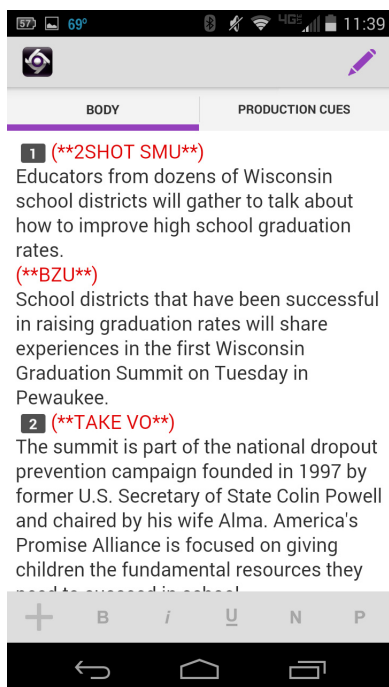 57 69° 4G 11:39
BODY PRODUCTION CUES
1 (**2SHOT SMU**)
Educators from dozens of Wisconsin
school districts will gather to talk about
how to improve high school graduation
rates.
(**BZU**)
School districts that have been successful
in raising graduation rates will share
experiences in the first Wisconsin
Graduation Summit on Tuesday in
Pewaukee.
2 (**TAKE VO**)
The summit is part of the national dropout
prevention campaign founded in 1997 by
former U.S. Secretary of State Colin Powell
and chaired by his wife Alma. America's
Promise Alliance is focused on giving
children the fundamental resources they
need to succeed in school
B i U N P